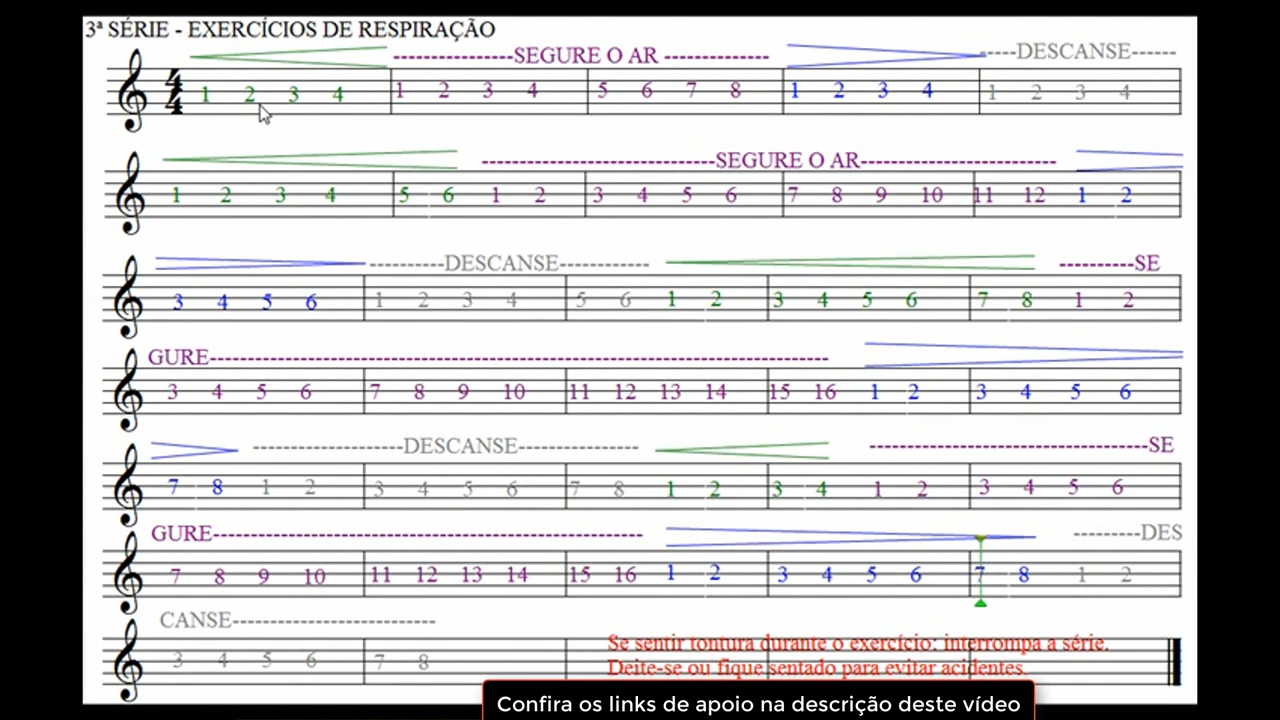 3ª SÉRIE - EXERCÍCIOS DE RESPIRAÇÃO
-------------SEGURE O AR ------------ -----DESCANSE------
4/4 1 2 3 4 1 2 3 4 5 6 7 8 1 2 3 4 1 2 3 4
--------------------------SEGURE O AR----------------------
1 2 3 4 5 6 1 2 3 4 5 6 7 8 9 10 11 12 1 2
---------DESCANSE----------- ----------SE
3 4 5 6 1 2 3 4 5 6 1 2 3 4 5 6 7 8 1 2
GURE----------------------------------------------------------------------
3 4 5 6 7 8 9 10 11 12 13 14 15 16 1 2 3 4 5 6
------------------DESCANSE-------------- --------------------------------SE
7 8 1 2 3 4 5 6 7 8 1 2 3 4 1 2 3 4 5 6
GURE------------------------------------------------- ---------DES
7 8 9 10 11 12 13 14 15 16 1 2 3 4 5 6 7 8 1 2
CANSE-------------------------
3 4 5 6 7 8
Se sentir tontura durante o exercício: interrompa a série.
Deite-se ou fique sentado para evitar acidentes.
Confira os links de apoio na descrição deste vídeo